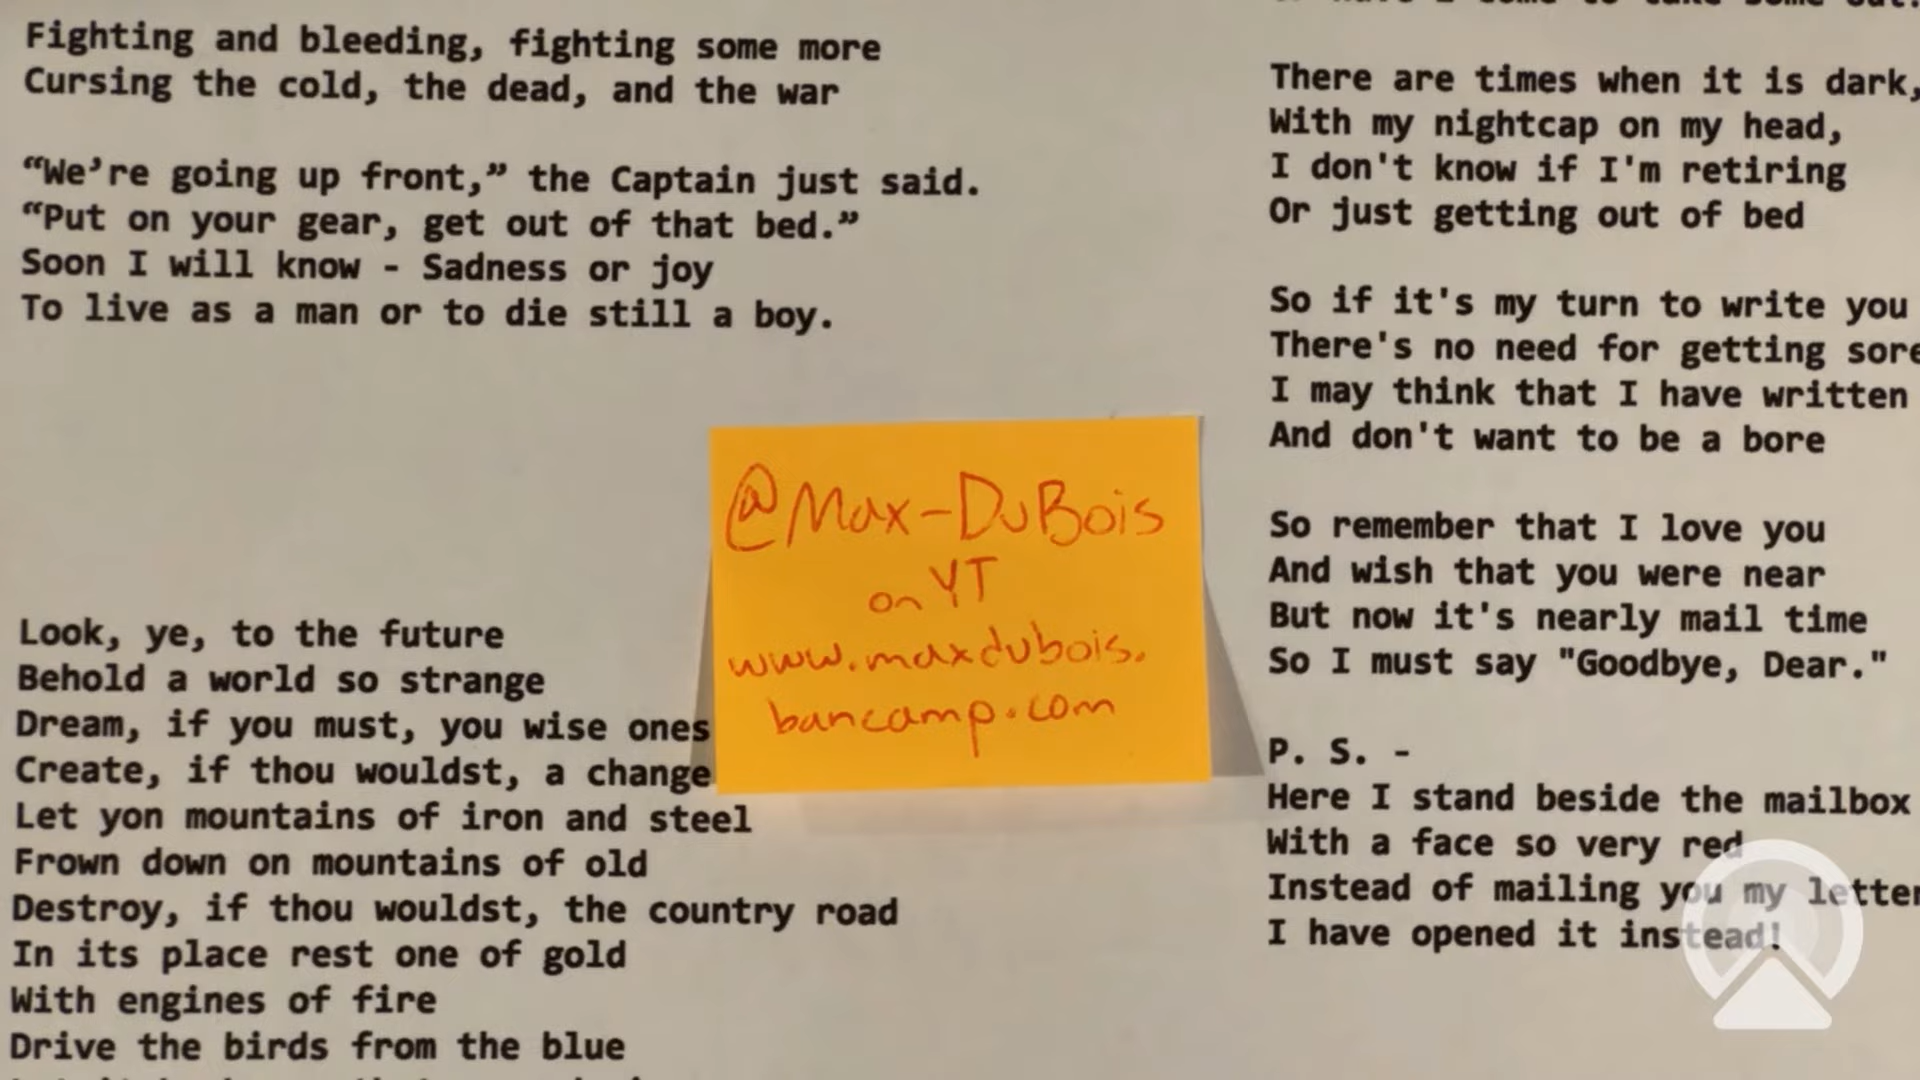 Fighting and bleeding, fighting some more
Cursing the cold, the dead, and the war
“We’re going up front,” the Captain just said.
“Put on your gear, get out of that bed.”
Soon I will know - Sadness or joy
To live as a man or to die still a boy.
Look, ye, to the future
Behold a world so strange
Dream, if you must, you wise ones
Create, if thou wouldst, a change
Let yon mountains of iron and steel
Frown down on mountains of old
Destroy, if thou wouldst, the country road
In its place rest one of gold
With engines of fire
Drive the birds from the blue
@Max-DuBois
on YT
www.maxdubois.
bancamp.com
There are times when it is dark,
With my nightcap on my head,
I don't know if I'm retiring
Or just getting out of bed
So if it's my turn to write you
There's no need for getting sore
I may think that I have written
And don't want to be a bore
So remember that I love you
And wish that you were near
But now it's nearly mail time
So I must say "Goodbye, Dear."
P. S. -
Here I stand beside the mailbox
With a face so very red
Instead of mailing you my letter
I have opened it instead!